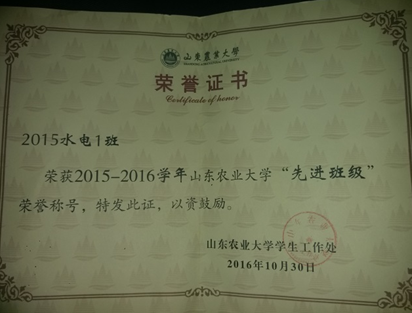 山东农业大学
荣誉证书
Certificate of honor
2015水电1班
荣获2015-2016学年山东农业大学“先进班级”
荣誉称号，特发此证，以资鼓励。
山东农业大学学生工作处
2016年10月30日